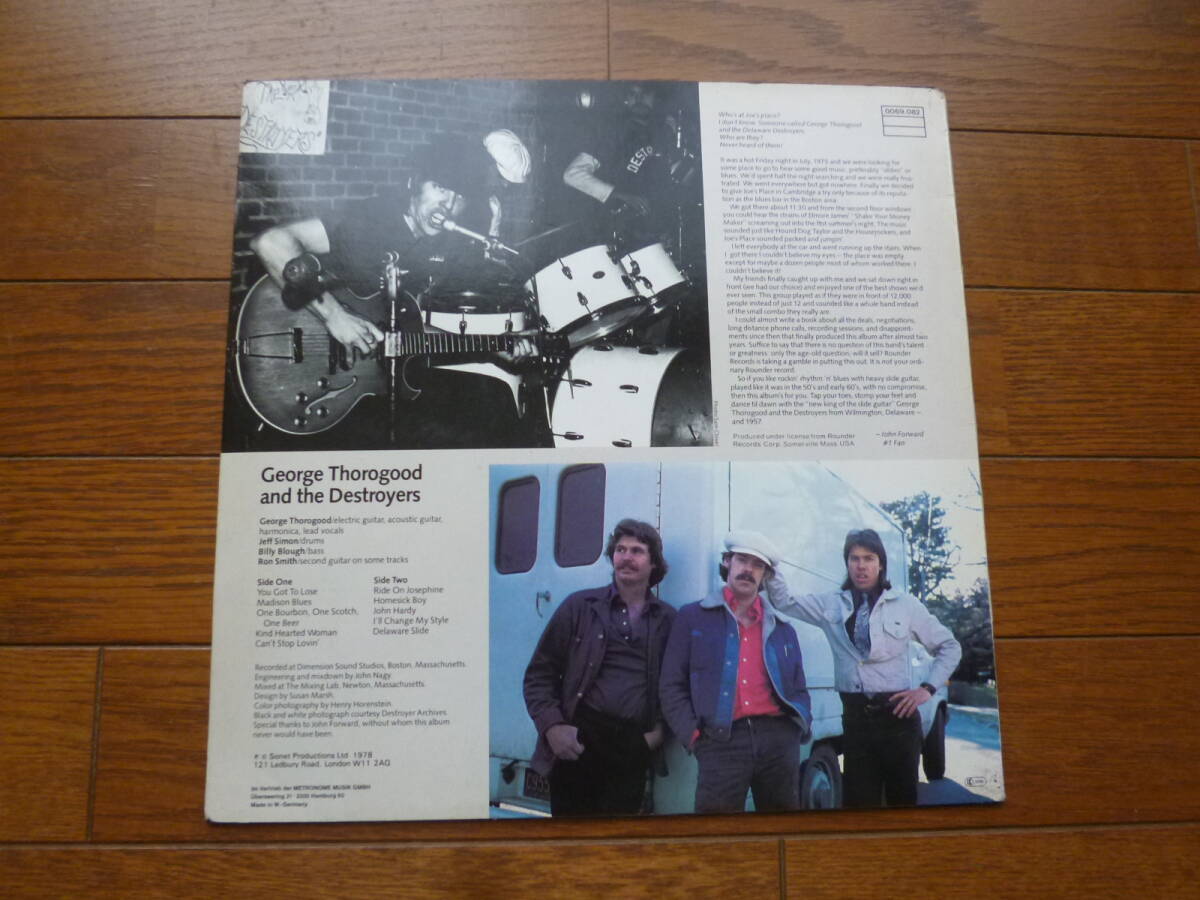 DESTROYERS
DEST
Who's at Joe's place?
I don't know. Someone called George Thorogood
and the Delaware Destroyers.
Who are they?
Never heard of them!
0069.082
It was a hot Friday night in July, 1975 and we were looking for
some place to go to hear some good music, preferably "oldies" or
blues. We'd spent half the night searching and we were really frus-
trated. We went everywhere but got nowhere. Finally we decided
to give Joe's Place in Cambridge a try only because of its reputa-
tion as the blues bar in the Boston area.
We got there about 11:30 and from the second floor windows
you could hear the strains of Elmore James' "Shake Your Money
Maker" screaming out into the hot summer's night. The music
sounded just like Hound Dog Taylor and the Houserockers, and
Joe's Place sounded packed and jumpin'.
I left everybody at the car and went running up the stairs. When
I got there I couldn't believe my eyes – the place was empty
except for maybe a dozen people most of whom worked there. I
couldn't believe it!
My friends finally caught up with me and we sat down right in
front (we had our choice) and enjoyed one of the best shows we'd
ever seen. This group played as if they were in front of 12,000
people instead of just 12 and sounded like a whole band instead
of the small combo they really are.
I could almost write a book about all the deals, negotiations,
long distance phone calls, recording sessions, and disappoint-
ments since then that finally produced this album after almost two
years. Suffice to say that there is no question of this band's talent
or greatness: only the age-old question, will it sell? Rounder
Records is taking a gamble in putting this out. It is not your ordi-
nary Rounder record.
So if you like rockin' rhythm 'n' blues with heavy slide guitar,
played like it was in the 50's and early 60's, with no compromise,
then this album's for you. Tap your toes, stomp your feet and
dance til dawn with the "new king of the slide guitar" George
Thorogood and the Destroyers from Wilmington, Delaware –
and 1957.
– John Forward
#1 Fan
Produced under license from Rounder
Records Corp. Somerville Mass. USA
George Thorogood
and the Destroyers
George Thorogood/electric guitar, acoustic guitar,
harmonica, lead vocals
Jeff Simon/drums
Billy Blough/bass
Ron Smith/second guitar on some tracks
Side One
You Got To Lose
Madison Blues
One Bourbon, One Scotch,
One Beer
Kind Hearted Woman
Can't Stop Lovin'
Side Two
Ride On Josephine
Homesick Boy
John Hardy
I'll Change My Style
Delaware Slide
Recorded at Dimension Sound Studios, Boston, Massachusetts.
Engineering and mixdown by John Nagy.
Mixed at The Mixing Lab, Newton, Massachusetts.
Design by Susan Marsh.
Color photography by Henry Horenstein.
Black and white photograph courtesy Destroyer Archives.
Special thanks to John Forward, without whom this album
never would have been.
℗ © Sonet Productions Ltd 1978
121 Ledbury Road. London W11 2AQ
Im Vertrieb der METRONOME MUSIK GMBH
Überseering 21 · 2000 Hamburg 60
Made in W.-Germany